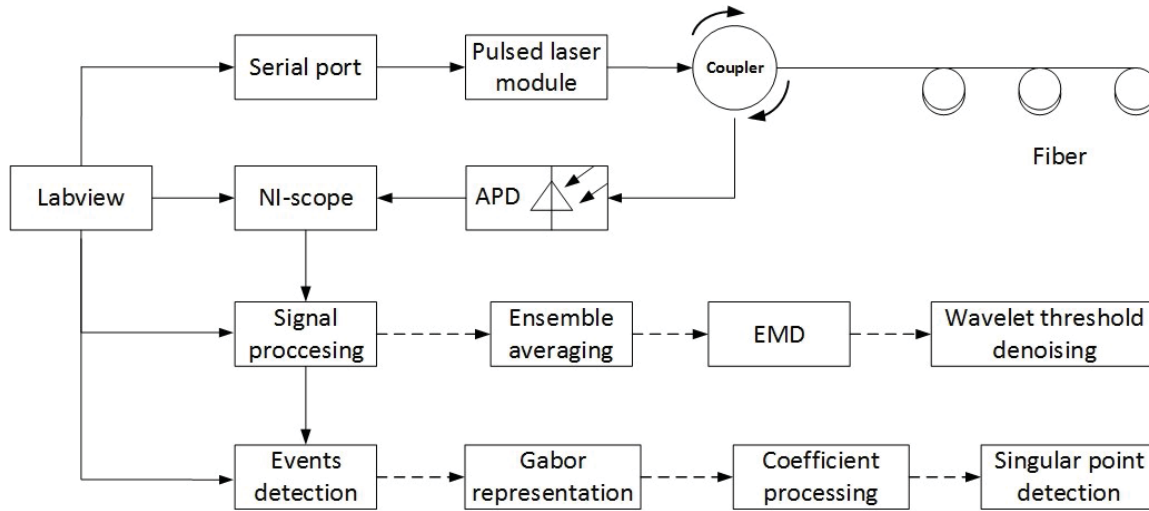 Serial port
Pulsed laser
module
Coupler
Fiber
Labview
NI-scope
APD
Signal
proccesing
Ensemble
averaging
EMD
Wavelet threshold
denoising
Events
detection
Gabor
representation
Coefficient
processing
Singular point
detection